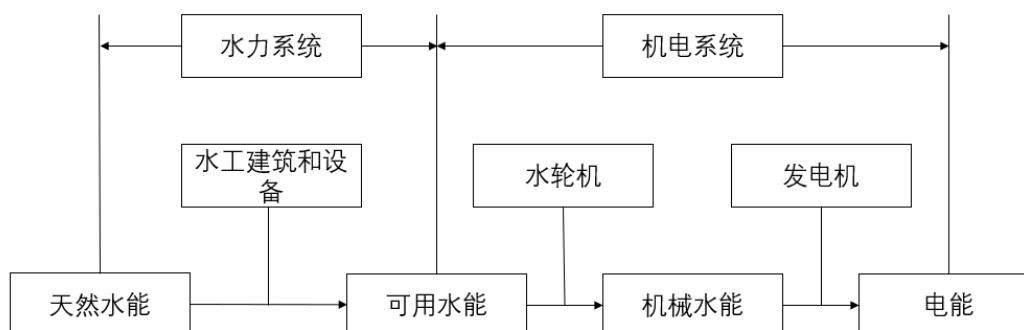 水力系统
机电系统
水工建筑和设
备
水轮机
发电机
天然水能
可用水能
机械水能
电能